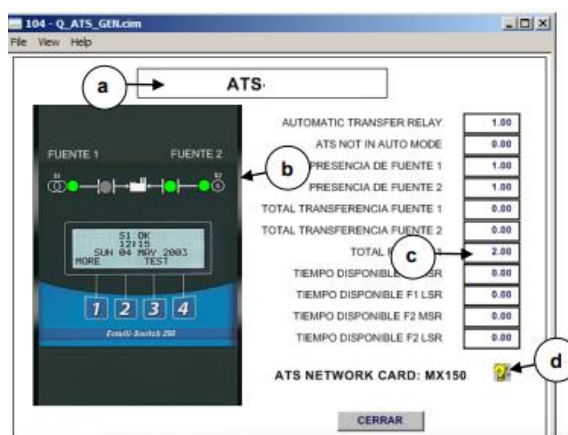 104 - Q_ATS_GEN.cim
File View Help
a
ATS
FUENTE 1 FUENTE 2
S1 S2
b
S1 OK
12:15
SUN 04 MAY 2003
MORE TEST
1 2 3 4
Entelli-Switch 250
AUTOMATIC TRANSFER RELAY 1.00
ATS NOT IN AUTO MODE 0.00
PRESENCIA DE FUENTE 1 1.00
PRESENCIA DE FUENTE 2 1.00
TOTAL TRANSFERENCIA FUENTE 1 0.00
TOTAL TRANSFERENCIA FUENTE 2 0.00
TOTAL c 2.00
TIEMPO DISPONIBLE SR 0.00
TIEMPO DISPONIBLE F1 LSR 0.00
TIEMPO DISPONIBLE F2 MSR 0.00
TIEMPO DISPONIBLE F2 LSR 0.00
ATS NETWORK CARD: MX150
d
CERRAR